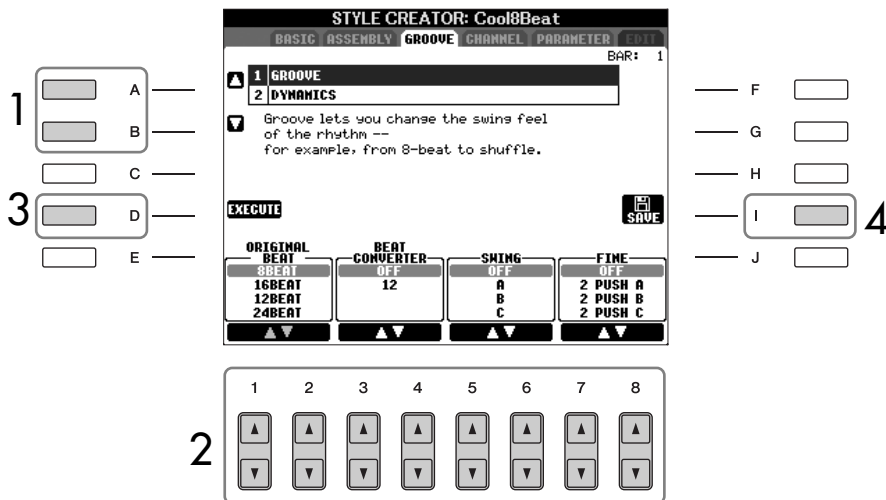 STYLE CREATOR: Cool8Beat
BASIC ASSEMBLY GROOVE CHANNEL PARAMETER EDIT
BAR: 1
1 GROOVE
2 DYNAMICS
Groove lets you change the swing feel
of the rhythm --
for example, from 8-beat to shuffle.
EXECUTE
SAVE
ORIGINAL BEAT
8BEAT
16BEAT
12BEAT
24BEAT
BEAT CONVERTER
OFF
12
SWING
OFF
A
B
C
FINE
OFF
2 PUSH A
2 PUSH B
2 PUSH C
1
A
B
C
3
D
E
F
G
H
I
4
J
2
1 2 3 4 5 6 7 8